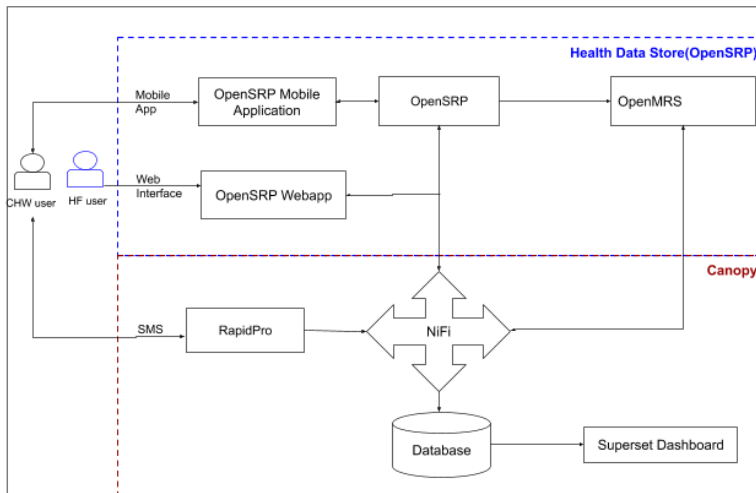 Health Data Store(OpenSRP)
Mobile
App
OpenSRP Mobile
Application
OpenSRP
OpenMRS
CHW user
HF user
Web
Interface
OpenSRP Webapp
Canopy
SMS
RapidPro
NiFi
Database
Superset Dashboard